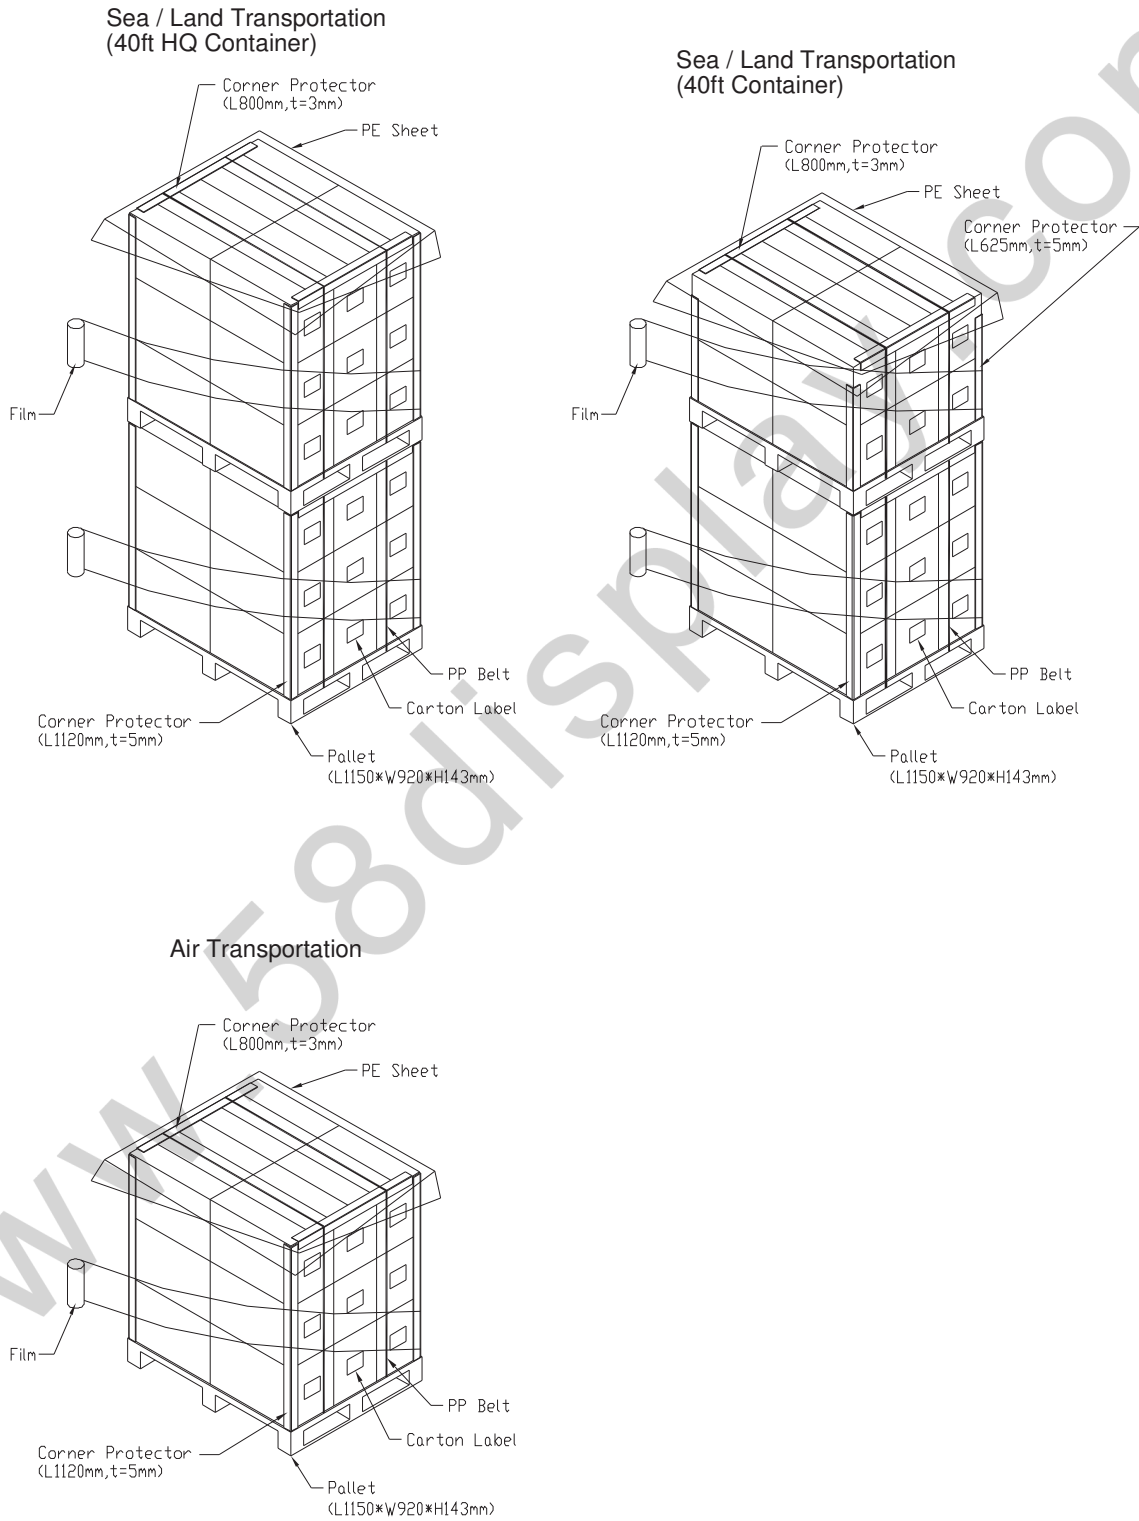 Sea / Land Transportation
(40ft HQ Container)
Corner Protector
(L800mm,t=3mm)
PE Sheet
Film
PP Belt
Carton Label
Corner Protector
(L1120mm,t=5mm)
Pallet
(L1150*W920*H143mm)
Sea / Land Transportation
(40ft Container)
Corner Protector
(L800mm,t=3mm)
PE Sheet
Corner Protector
(L625mm,t=5mm)
Film
PP Belt
Carton Label
Corner Protector
(L1120mm,t=5mm)
Pallet
(L1150*W920*H143mm)
Air Transportation
Corner Protector
(L800mm,t=3mm)
PE Sheet
Film
PP Belt
Carton Label
Corner Protector
(L1120mm,t=5mm)
Pallet
(L1150*W920*H143mm)
ww.58display.com